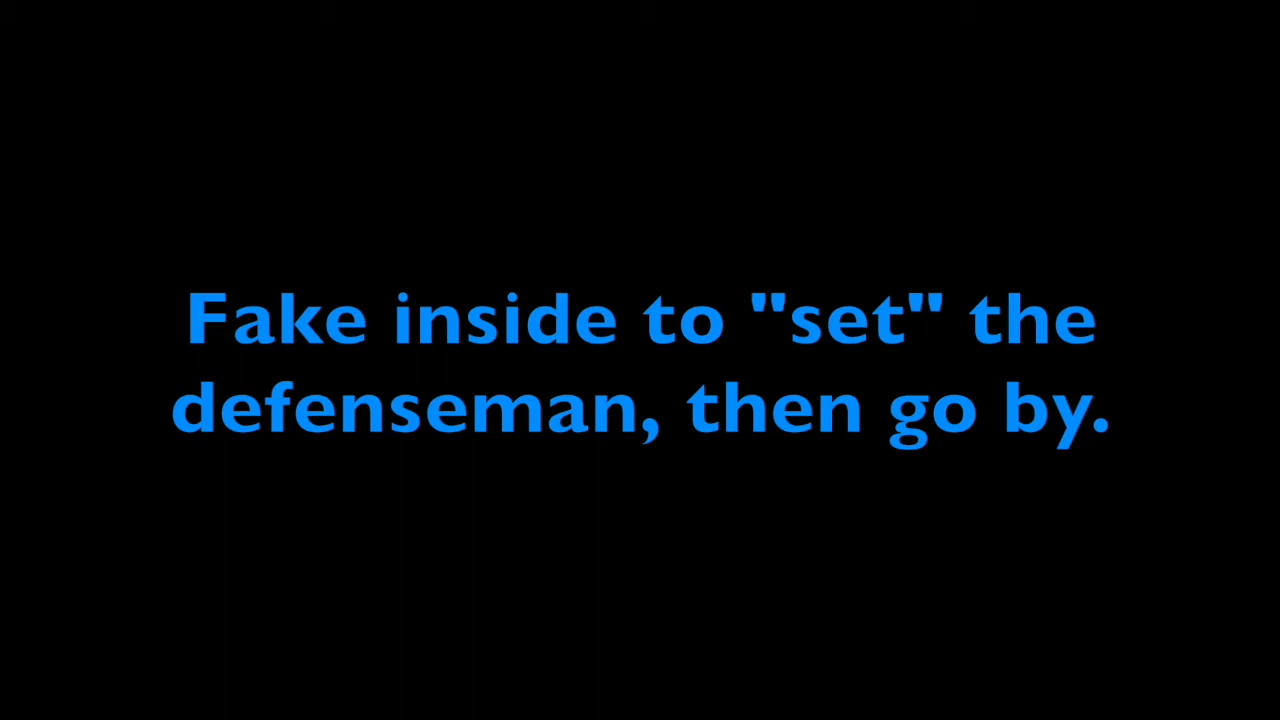 Fake inside to "set" the
defenseman, then go by.